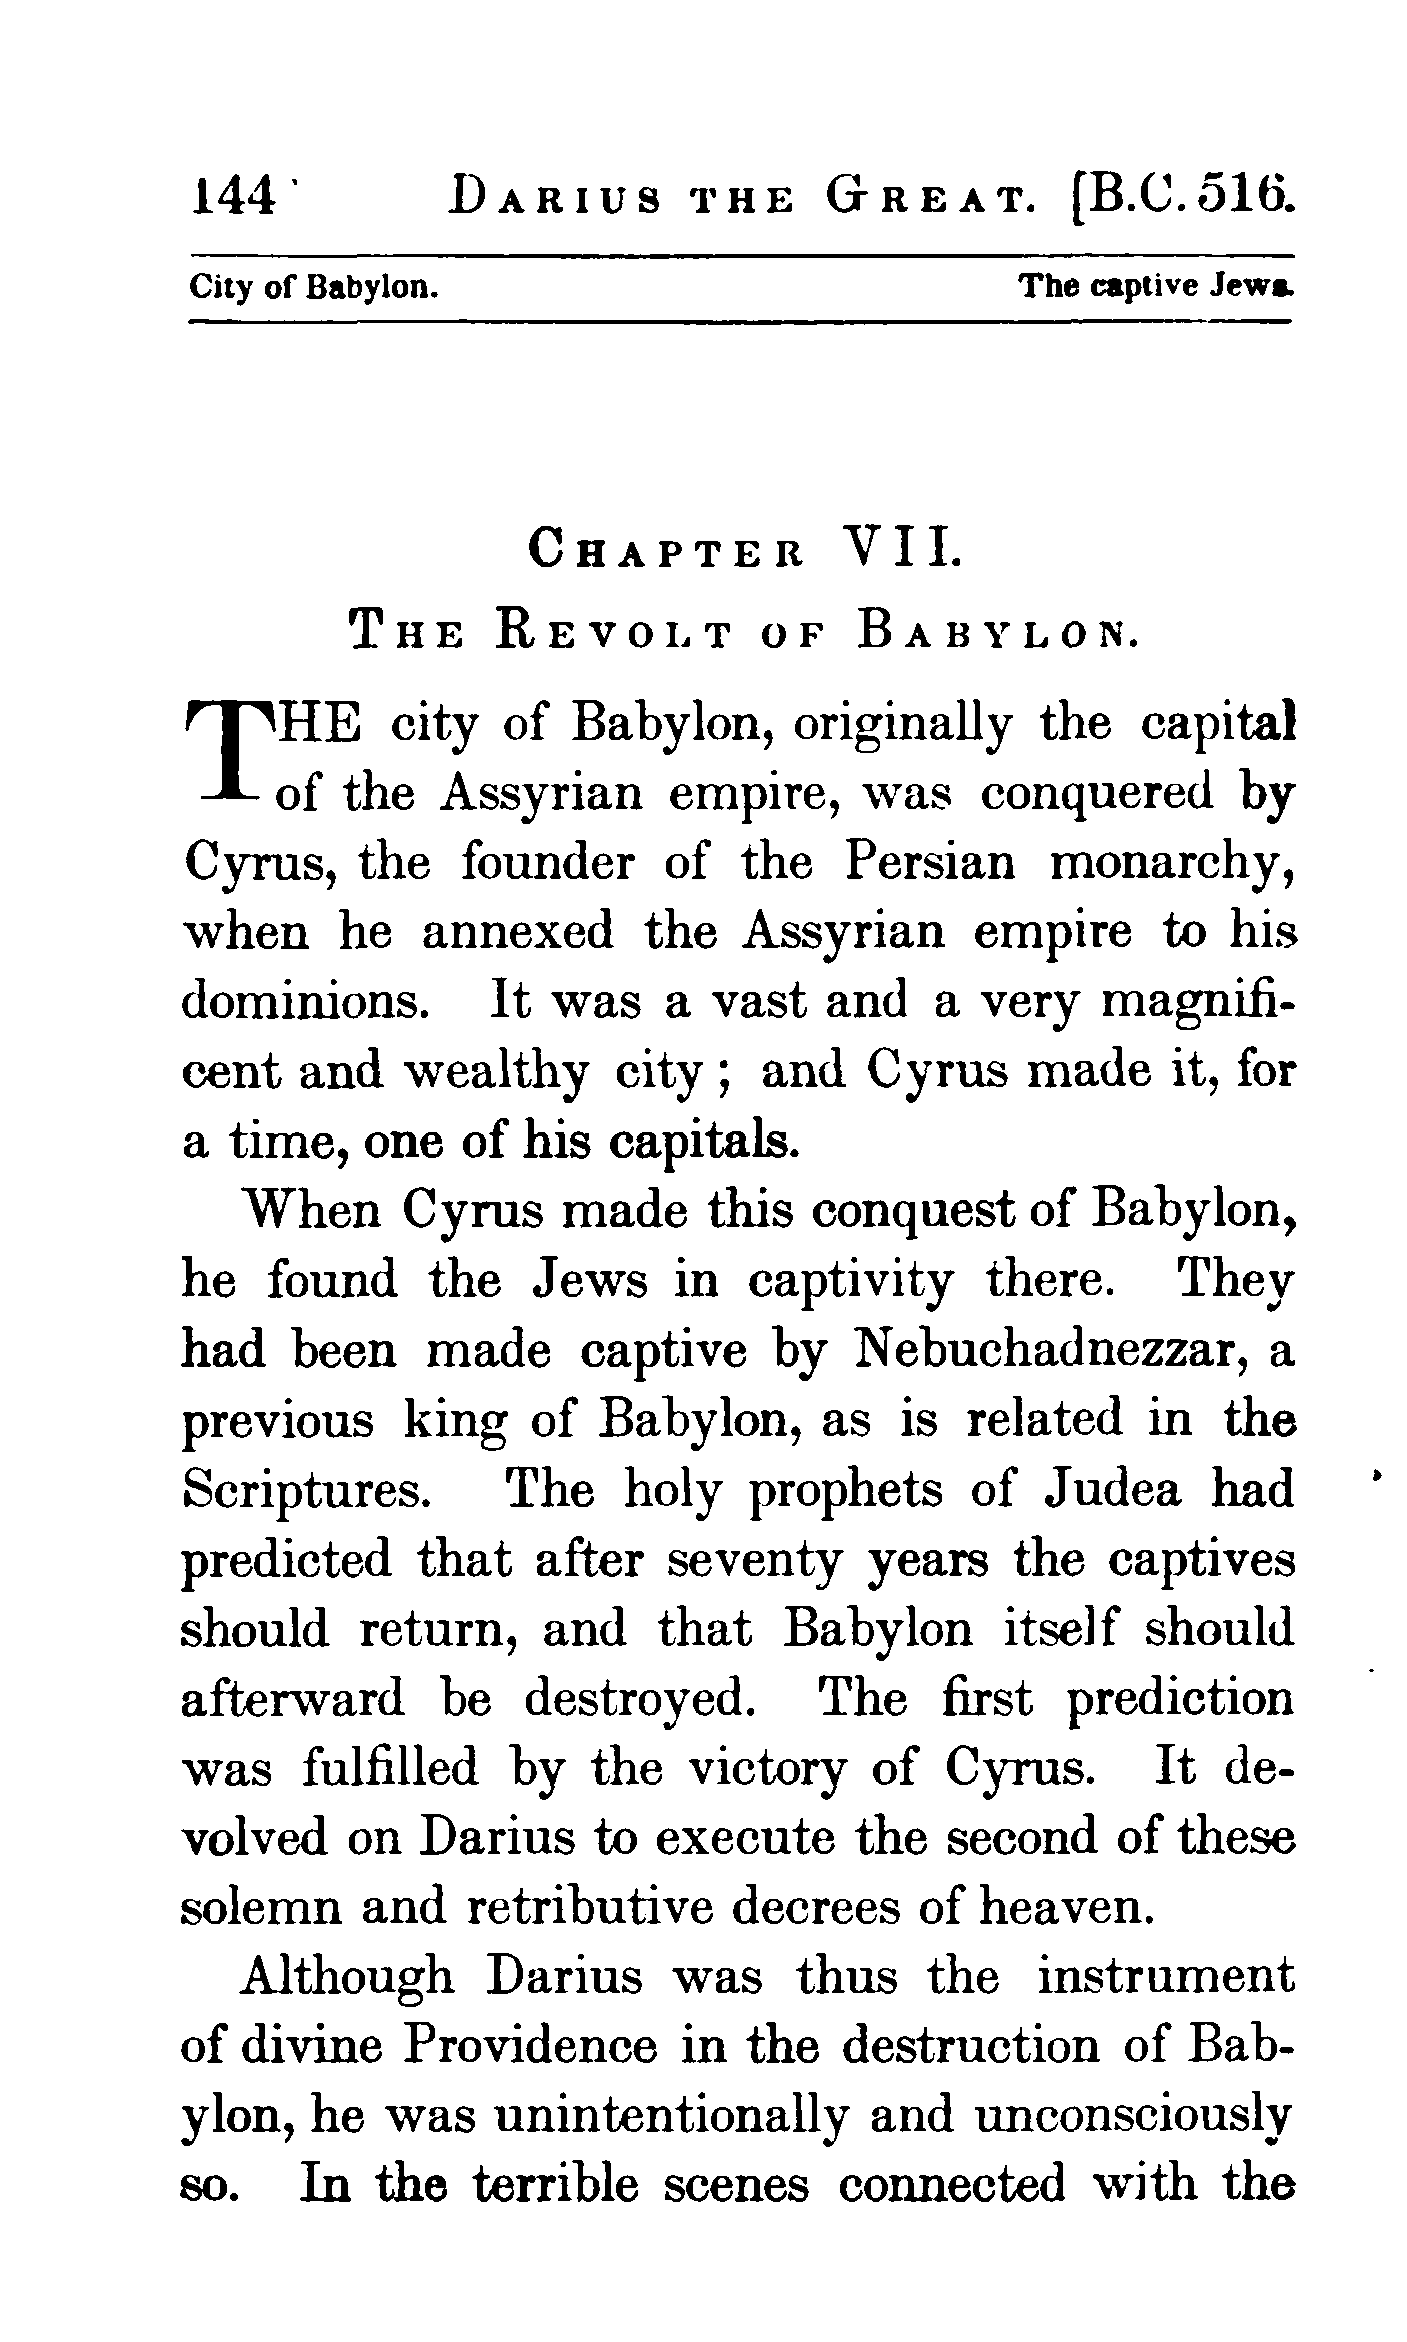 144 DARIUS THE GREAT. [B.C. 516.
City of Babylon. The captive Jews.
CHAPTER VII.
THE REVOLT OF BABYLON.
THE city of Babylon, originally the capital
of the Assyrian empire, was conquered by
Cyrus, the founder of the Persian monarchy,
when he annexed the Assyrian empire to his
dominions. It was a vast and a very magnifi-
cent and wealthy city; and Cyrus made it, for
a time, one of his capitals.
When Cyrus made this conquest of Babylon,
he found the Jews in captivity there. They
had been made captive by Nebuchadnezzar, a
previous king of Babylon, as is related in the
Scriptures. The holy prophets of Judea had
predicted that after seventy years the captives
should return, and that Babylon itself should
afterward be destroyed. The first prediction
was fulfilled by the victory of Cyrus. It de-
volved on Darius to execute the second of these
solemn and retributive decrees of heaven.
Although Darius was thus the instrument
of divine Providence in the destruction of Bab-
ylon, he was unintentionally and unconsciously
so. In the terrible scenes connected with the